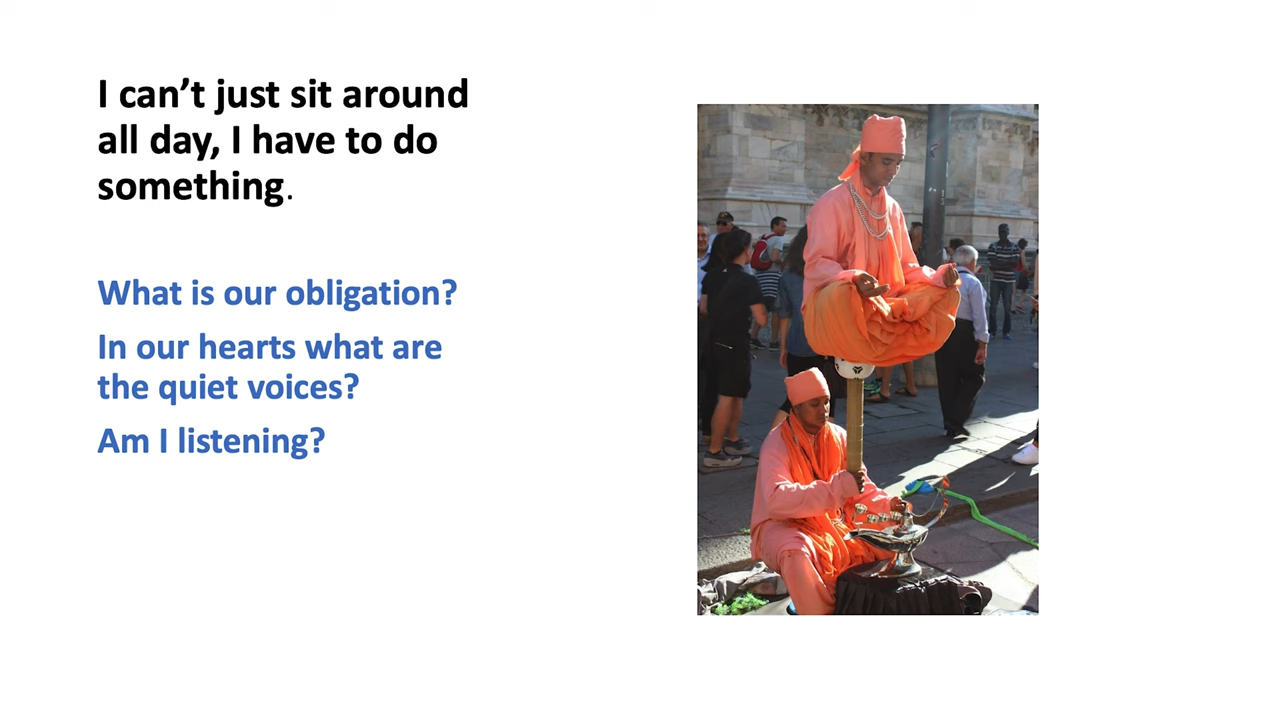 I can’t just sit around
all day, I have to do
something.
What is our obligation?
In our hearts what are
the quiet voices?
Am I listening?